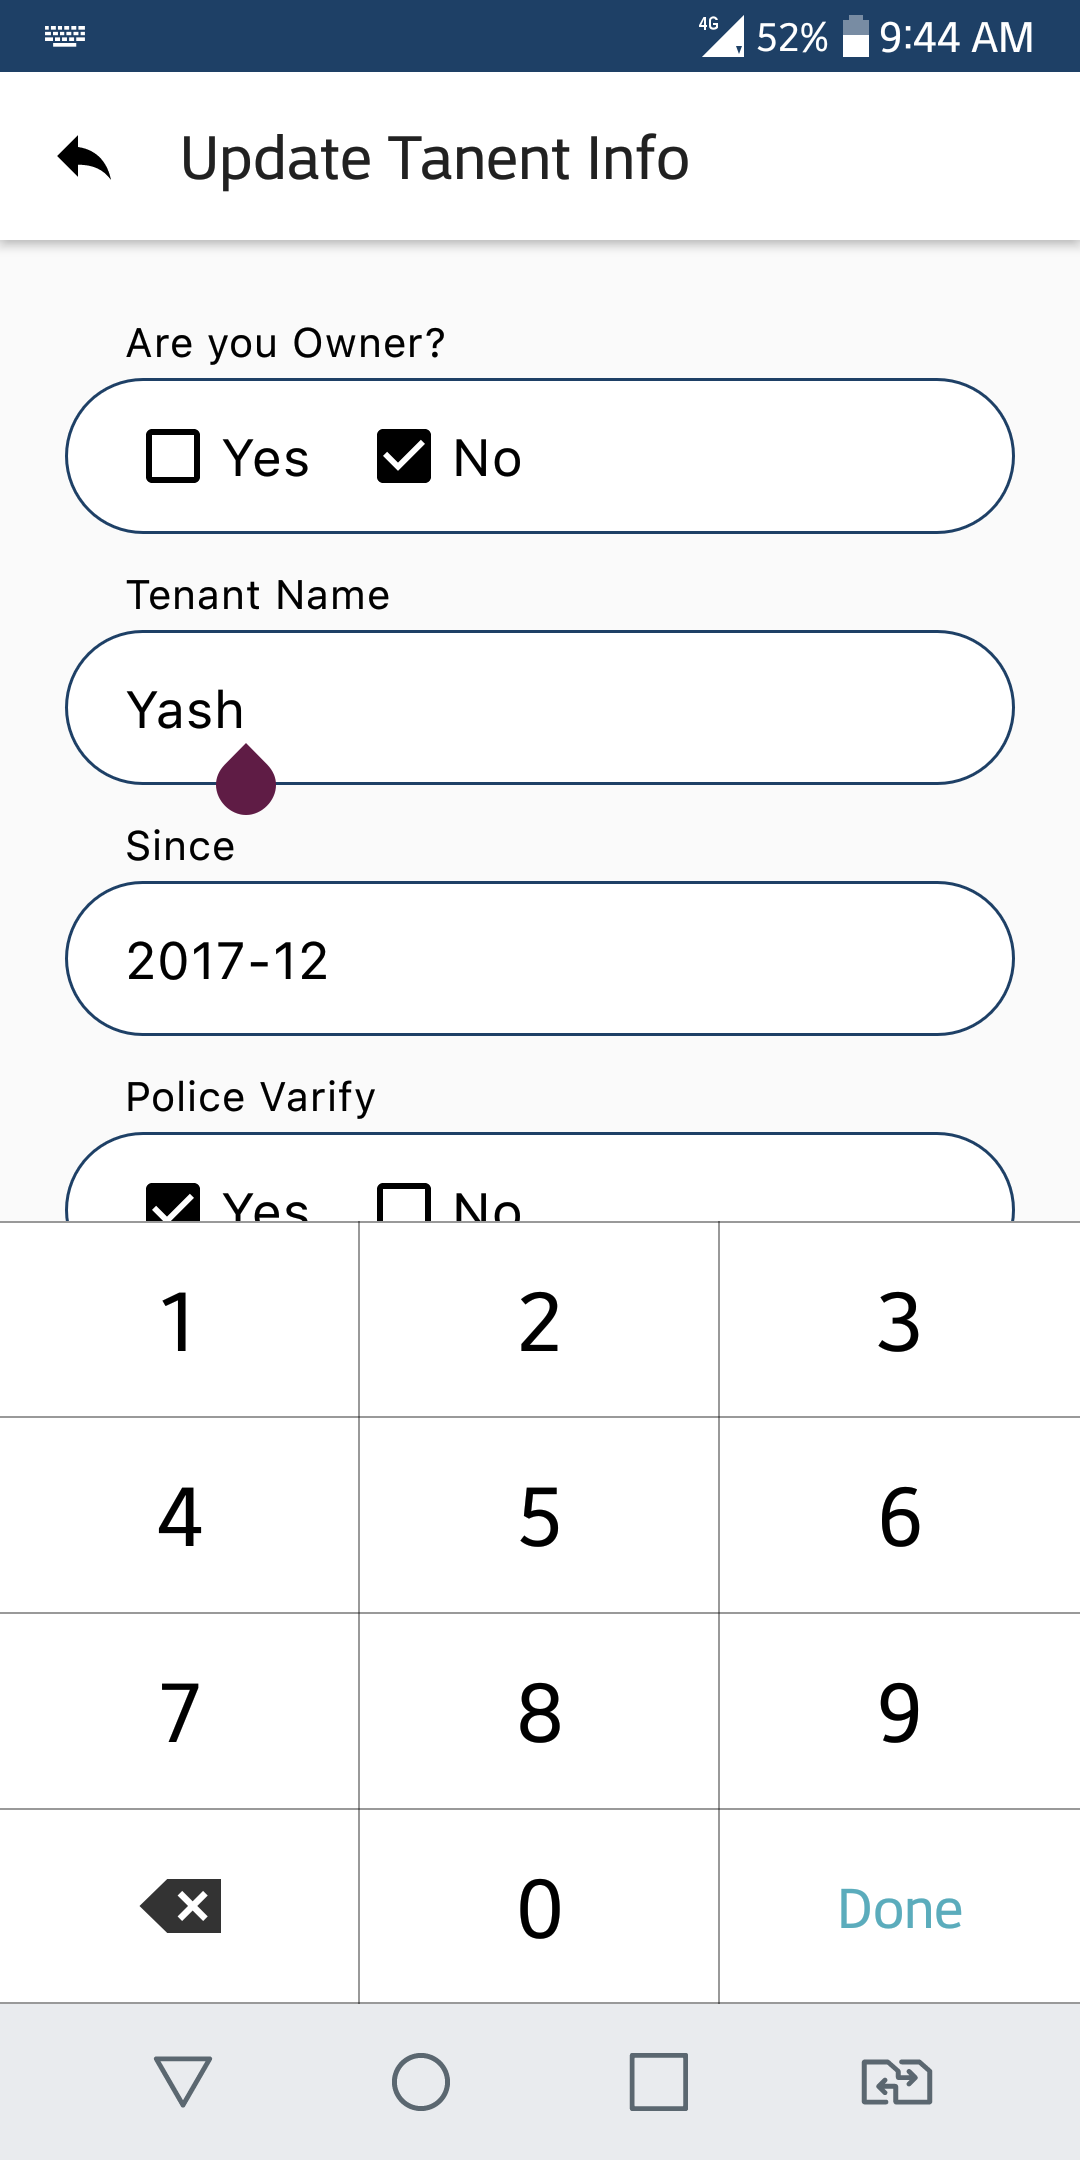 4G 52% 9:44 AM
Update Tanent Info
Are you Owner?
Yes No
Tenant Name
Yash
Since
2017-12
Police Varify
Yes No
1 2 3
4 5 6
7 8 9
0 Done